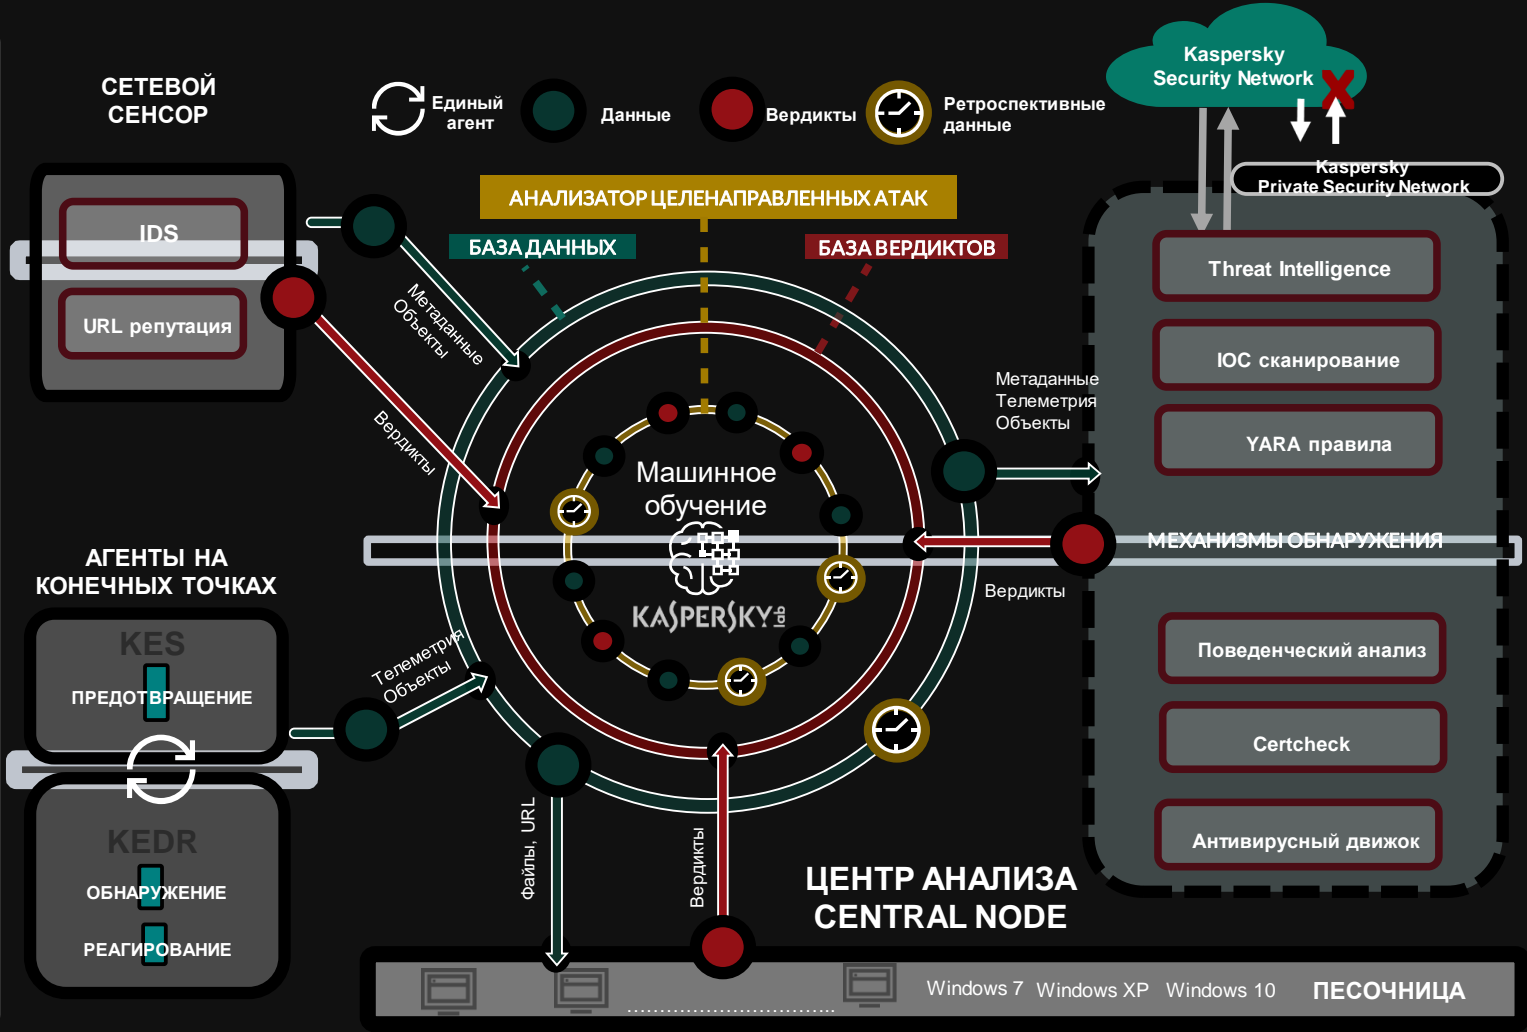 СЕТЕВОЙ
СЕНСОР
Единый
агент
Данные
Вердикты
Ретроспективные
данные
Kaspersky
Security Network
X
Kaspersky
Private Security Network
АНАЛИЗАТОР ЦЕЛЕНАПРАВЛЕННЫХ АТАК
БАЗА ДАННЫХ
БАЗА ВЕРДИКТОВ
IDS
URL репутация
Метаданные
Объекты
Вердикты
Threat Intelligence
IOC сканирование
YARA правила
Метаданные
Телеметрия
Объекты
Машинное
обучение
KASPERSKY lab
МЕХАНИЗМЫ ОБНАРУЖЕНИЯ
Вердикты
АГЕНТЫ НА
КОНЕЧНЫХ ТОЧКАХ
KES
ПРЕДОТВРАЩЕНИЕ
Телеметрия
Объекты
Поведенческий анализ
Certcheck
Антивирусный движок
KEDR
ОБНАРУЖЕНИЕ
РЕАГИРОВАНИЕ
Файлы, URL
Вердикты
ЦЕНТР АНАЛИЗА
CENTRAL NODE
Windows 7 Windows XP Windows 10
ПЕСОЧНИЦА